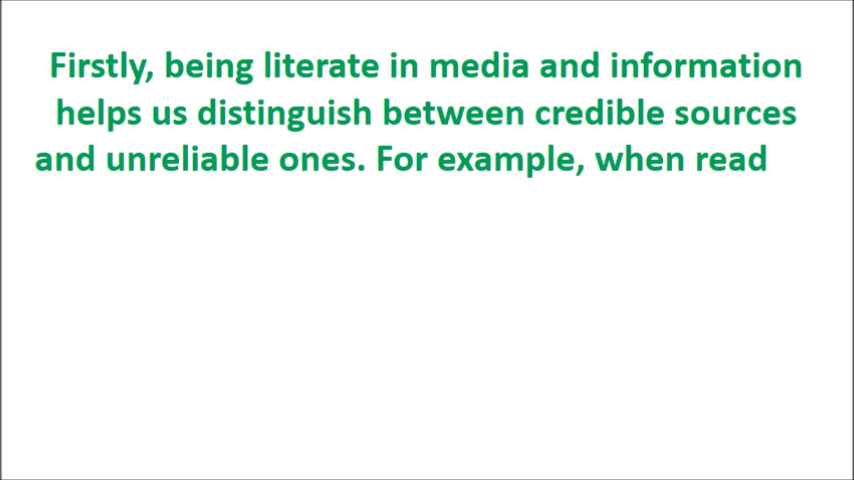 Firstly, being literate in media and information
helps us distinguish between credible sources
and unreliable ones. For example, when read